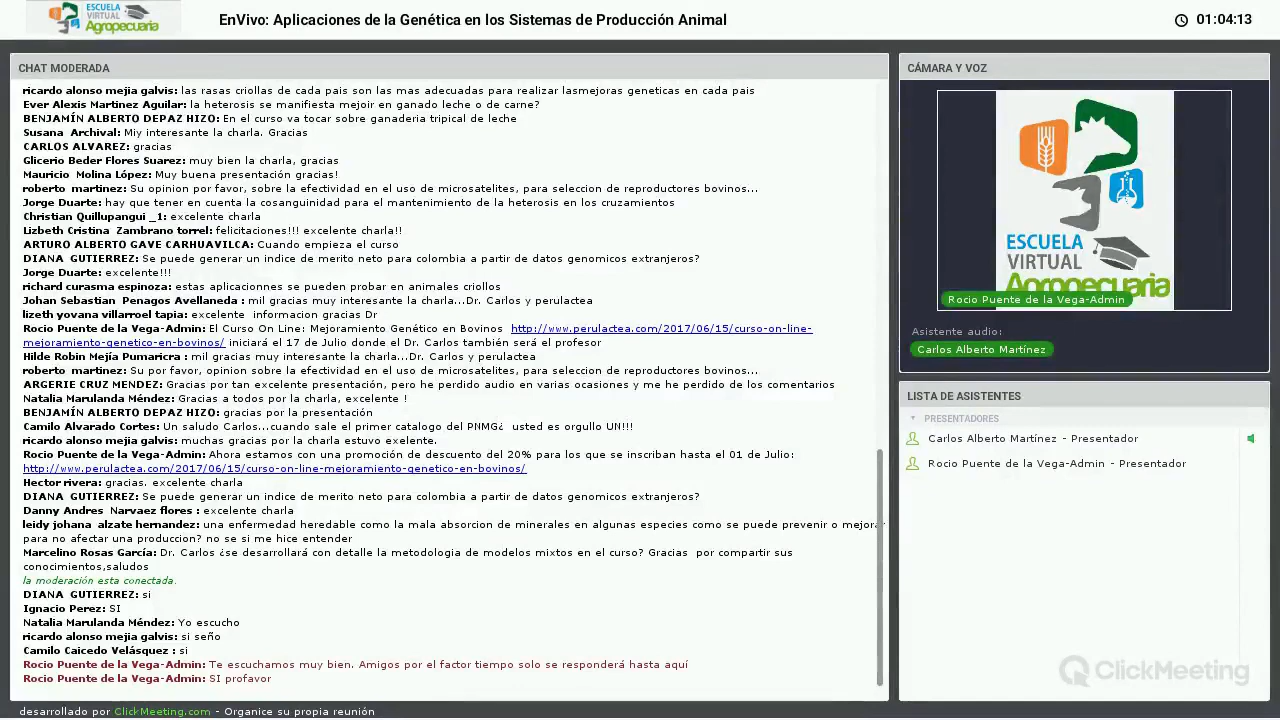 ESCUELA
VIRTUAL
Agropecuaria
EnVivo: Aplicaciones de la Genética en los Sistemas de Producción Animal
01:04:13
CHAT MODERADA
ricardo alonso mejia galvis: las rasas criollas de cada pais son las mas adecuadas para realizar lasmejoras geneticas en cada pais
Ever Alexis Martinez Aguilar: la heterosis se manifiesta mejoir en ganado leche o de carne?
BENJAMÍN ALBERTO DEPAZ HIZO: En el curso va tocar sobre ganaderia tripical de leche
Susana Archival: Miy interesante la charla. Gracias
CARLOS ALVAREZ: gracias
Glicerio Beder Flores Suarez: muy bien la charla, gracias
Mauricio Molina López: Muy buena presentación gracias!
roberto martinez: Su opinion por favor, sobre la efectividad en el uso de microsatelites, para seleccion de reproductores bovinos...
Jorge Duarte: hay que tener en cuenta la cosanguinidad para el mantenimiento de la heterosis en los cruzamientos
Christian Quillupangui _1: excelente charla
Lizbeth Cristina Zambrano torrel: felicitaciones!!! excelente charla!!
ARTURO ALBERTO GAVE CARHUAVILCA: Cuando empieza el curso
DIANA GUTIERREZ: Se puede generar un indice de merito neto para colombia a partir de datos genomicos extranjeros?
Jorge Duarte: excelente!!!
richard curasma espinoza: estas aplicacionnes se pueden probar en animales criollos
Johan Sebastian Penagos Avellaneda : mil gracias muy interesante la charla...Dr. Carlos y perulactea
lizeth yovana villarroel tapia: excelente informacion gracias Dr
Rocio Puente de la Vega-Admin: El Curso On Line: Mejoramiento Genético en Bovinos http://www.perulactea.com/2017/06/15/curso-on-line-
mejoramiento-genetico-en-bovinos/ iniciará el 17 de Julio donde el Dr. Carlos también será el profesor
Hilde Robin Mejía Pumaricra : mil gracias muy interesante la charla...Dr. Carlos y perulactea
roberto martinez: Su por favor, opinion sobre la efectividad en el uso de microsatelites, para seleccion de reproductores bovinos...
ARGERIE CRUZ MENDEZ: Gracias por tan excelente presentación, pero he perdido audio en varias ocasiones y me he perdido de los comentarios
Natalia Marulanda Méndez: Gracias a todos por la charla, excelente !
BENJAMÍN ALBERTO DEPAZ HIZO: gracias por la presentación
Camilo Alvarado Cortes: Un saludo Carlos...cuando sale el primer catalogo del PNMG¿ usted es orgullo UN!!!
ricardo alonso mejia galvis: muchas gracias por la charla estuvo exelente.
Rocio Puente de la Vega-Admin: Ahora estamos con una promoción de descuento del 20% para los que se inscriban hasta el 01 de Julio:
http://www.perulactea.com/2017/06/15/curso-on-line-mejoramiento-genetico-en-bovinos/
Hector rivera: gracias. excelente charla
DIANA GUTIERREZ: Se puede generar un indice de merito neto para colombia a partir de datos genomicos extranjeros?
Danny Andres Narvaez flores : excelente charla
leidy johana alzate hernandez: una enfermedad heredable como la mala absorcion de minerales en algunas especies como se puede prevenir o mejorar
para no afectar una produccion? no se si me hice entender
Marcelino Rosas García: Dr. Carlos ¿se desarrollará con detalle la metodologia de modelos mixtos en el curso? Gracias por compartir sus
conocimientos,saludos
la moderación esta conectada.
DIANA GUTIERREZ: si
Ignacio Perez: SI
Natalia Marulanda Méndez: Yo escucho
ricardo alonso mejia galvis: si seño
Camilo Caicedo Velásquez : si
Rocio Puente de la Vega-Admin: Te escuchamos muy bien. Amigos por el factor tiempo solo se responderá hasta aquí
Rocio Puente de la Vega-Admin: SI profavor
CÁMARA Y VOZ
ESCUELA
VIRTUAL
Agropecuaria
Rocio Puente de la Vega-Admin
Asistente audio:
Carlos Alberto Martínez
LISTA DE ASISTENTES
PRESENTADORES
Carlos Alberto Martínez - Presentador
Rocio Puente de la Vega-Admin - Presentador
ClickMeeting
desarrollado por ClickMeeting.com - Organice su propia reunión